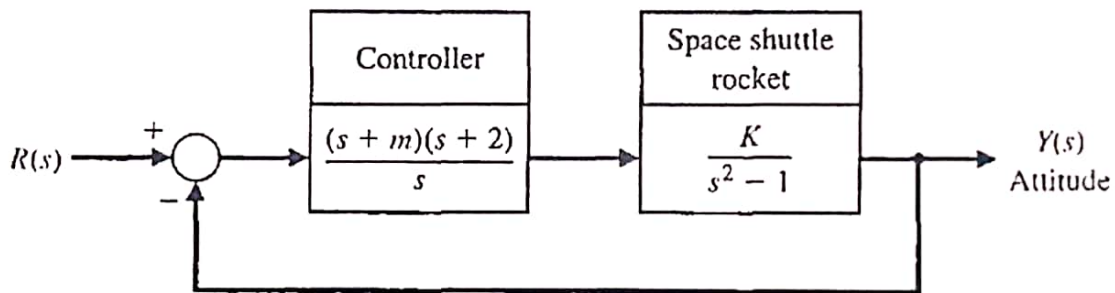 Controller
Space shuttle
rocket
R(s)
+
−
(s + m)(s + 2)
s
K
s² − 1
Y(s)
Attitude